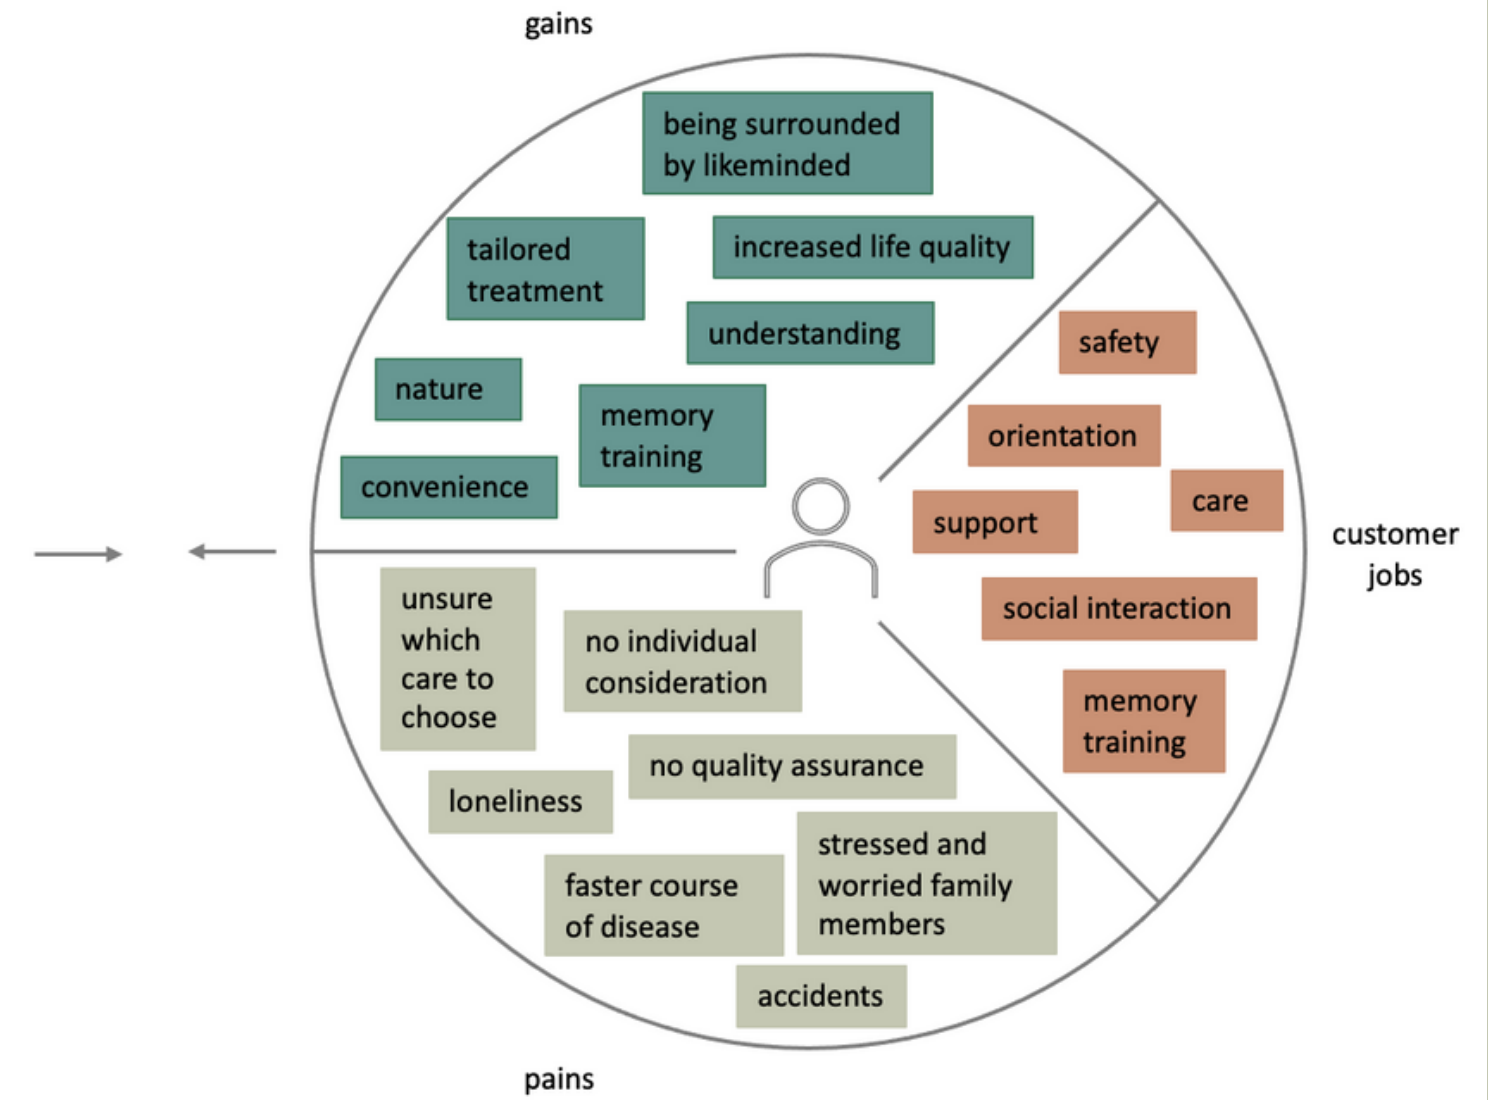 gains
being surrounded
by likeminded
tailored
treatment
increased life quality
understanding
nature
memory
training
convenience
safety
orientation
care
support
social interaction
memory
training
customer
jobs
unsure
which
care to
choose
no individual
consideration
no quality assurance
loneliness
stressed and
worried family
members
faster course
of disease
accidents
pains